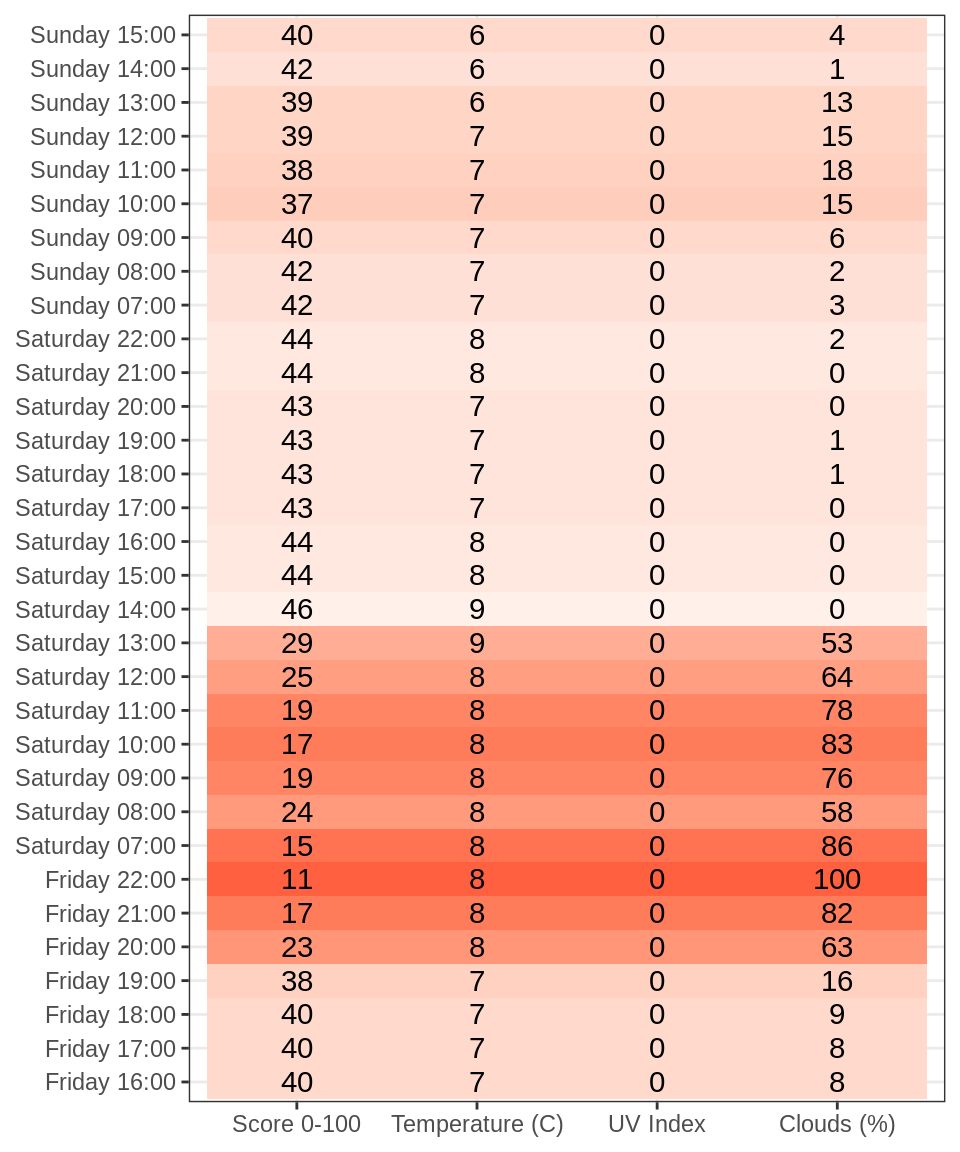 Sunday 15:00 40 6 0 4
Sunday 14:00 42 6 0 1
Sunday 13:00 39 6 0 13
Sunday 12:00 39 7 0 15
Sunday 11:00 38 7 0 18
Sunday 10:00 37 7 0 15
Sunday 09:00 40 7 0 6
Sunday 08:00 42 7 0 2
Sunday 07:00 42 7 0 3
Saturday 22:00 44 8 0 2
Saturday 21:00 44 8 0 0
Saturday 20:00 43 7 0 0
Saturday 19:00 43 7 0 1
Saturday 18:00 43 7 0 1
Saturday 17:00 43 7 0 0
Saturday 16:00 44 8 0 0
Saturday 15:00 44 8 0 0
Saturday 14:00 46 9 0 0
Saturday 13:00 29 9 0 53
Saturday 12:00 25 8 0 64
Saturday 11:00 19 8 0 78
Saturday 10:00 17 8 0 83
Saturday 09:00 19 8 0 76
Saturday 08:00 24 8 0 58
Saturday 07:00 15 8 0 86
Friday 22:00 11 8 0 100
Friday 21:00 17 8 0 82
Friday 20:00 23 8 0 63
Friday 19:00 38 7 0 16
Friday 18:00 40 7 0 9
Friday 17:00 40 7 0 8
Friday 16:00 40 7 0 8
Score 0-100 Temperature (C) UV Index Clouds (%)